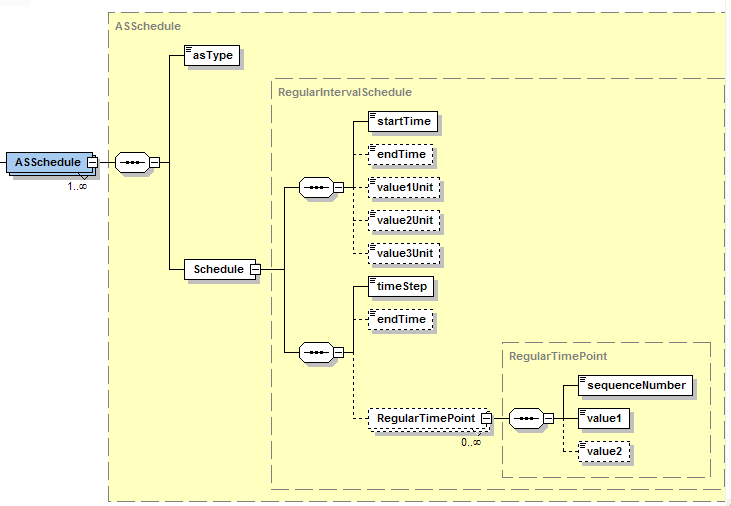 ASSchedule
asType
RegularIntervalSchedule
startTime
endTime
ASSchedule
1..∞
value1Unit
value2Unit
value3Unit
Schedule
timeStep
endTime
RegularTimePoint
sequenceNumber
RegularTimePoint
value1
0..∞
value2